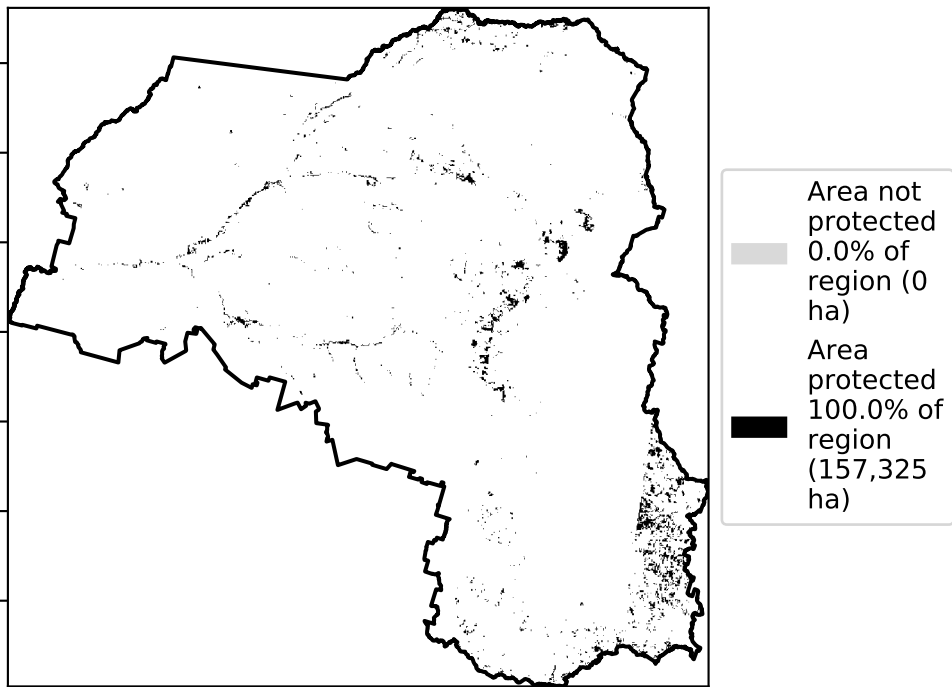 Area not
protected
0.0% of
region (0
ha)
Area
protected
100.0% of
region
(157,325
ha)